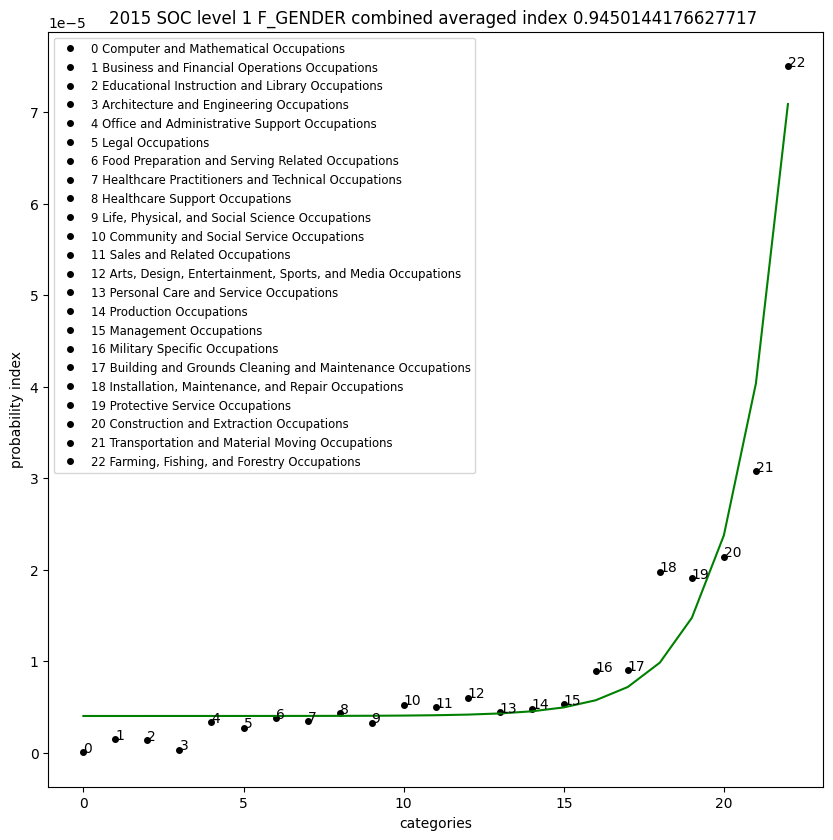 2015 SOC level 1 F_GENDER combined averaged index 0.9450144176627717
1e−5
0 Computer and Mathematical Occupations
1 Business and Financial Operations Occupations
2 Educational Instruction and Library Occupations
3 Architecture and Engineering Occupations
4 Office and Administrative Support Occupations
5 Legal Occupations
6 Food Preparation and Serving Related Occupations
7 Healthcare Practitioners and Technical Occupations
8 Healthcare Support Occupations
9 Life, Physical, and Social Science Occupations
10 Community and Social Service Occupations
11 Sales and Related Occupations
12 Arts, Design, Entertainment, Sports, and Media Occupations
13 Personal Care and Service Occupations
14 Production Occupations
15 Management Occupations
16 Military Specific Occupations
17 Building and Grounds Cleaning and Maintenance Occupations
18 Installation, Maintenance, and Repair Occupations
19 Protective Service Occupations
20 Construction and Extraction Occupations
21 Transportation and Material Moving Occupations
22 Farming, Fishing, and Forestry Occupations
probability index
7
6
5
4
3
2
1
0
0
1
2
3
4
5
6
7
8
9
10
11
12
13
14
15
16
17
18
19
20
21
22
0
5
10
15
20
categories